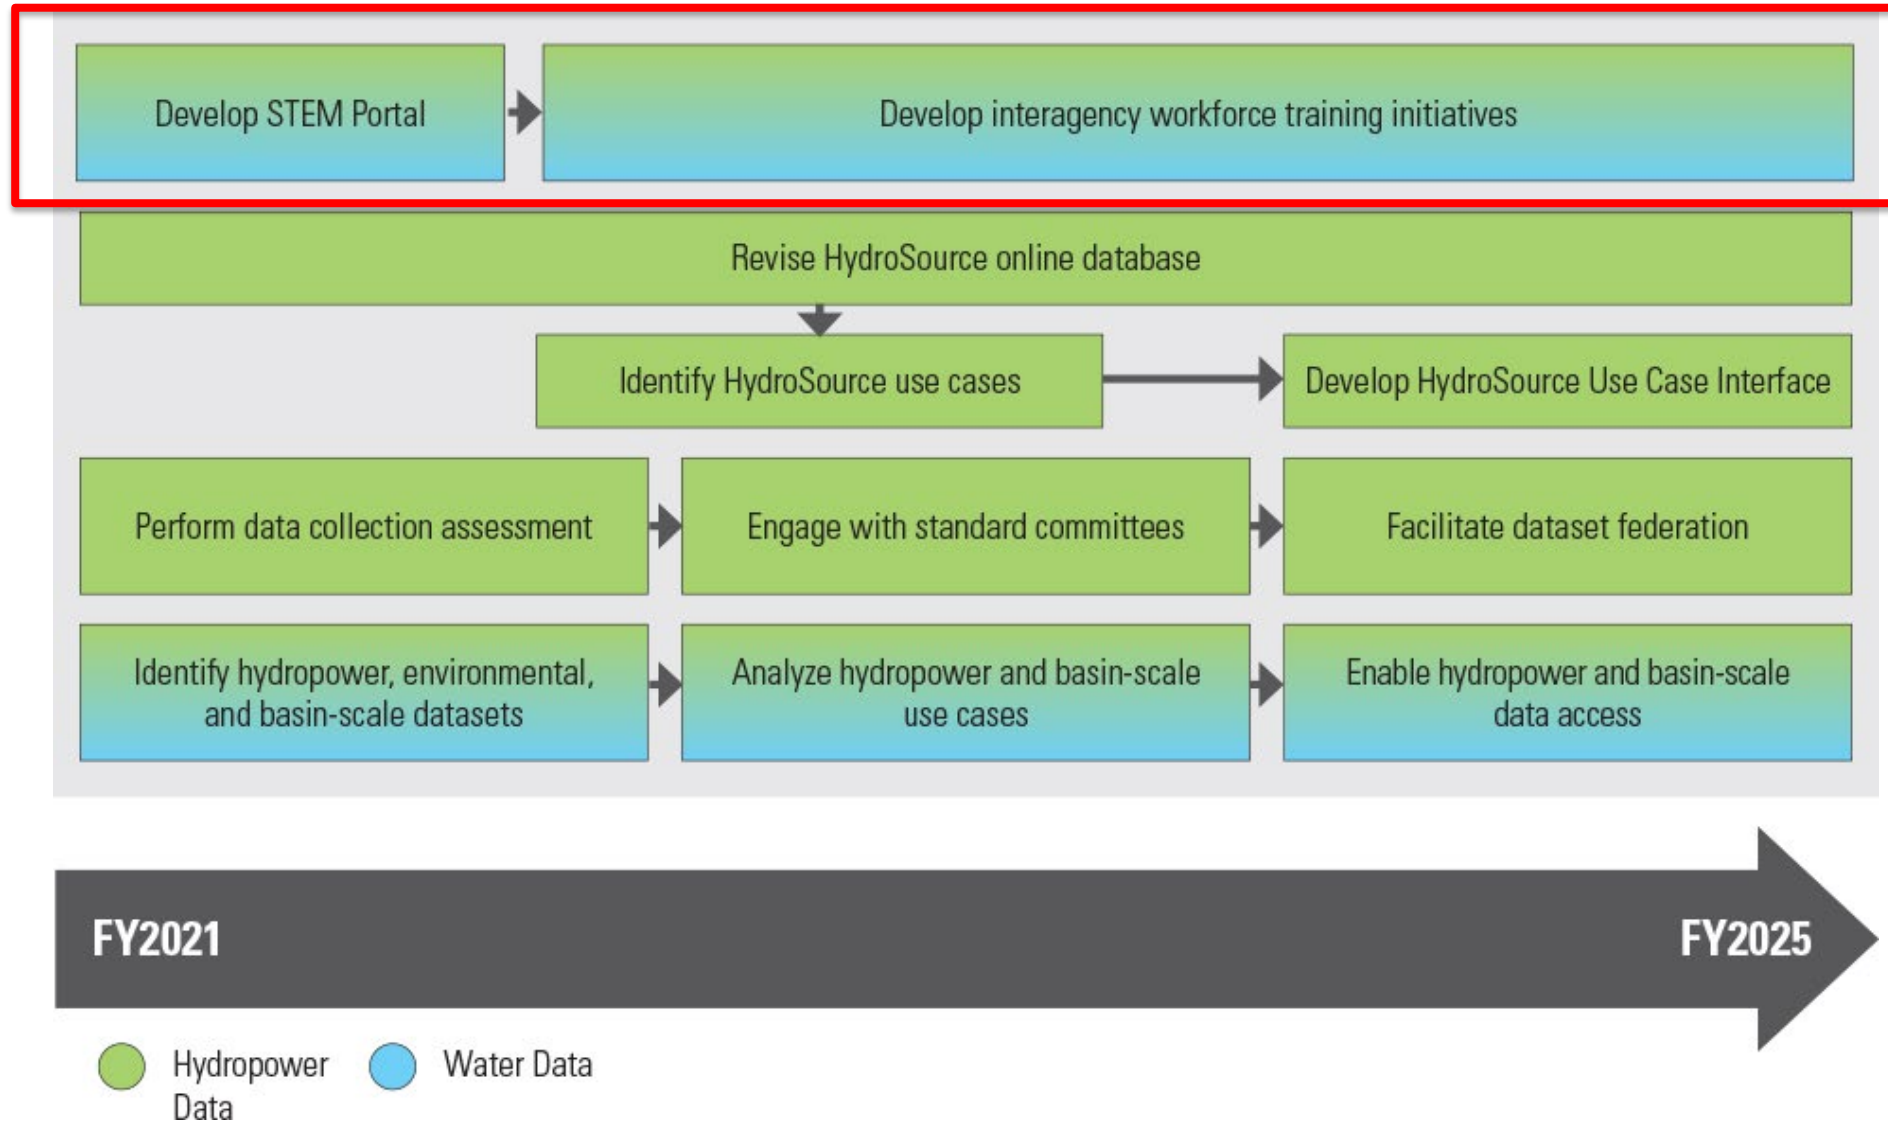 Develop STEM Portal
Develop interagency workforce training initiatives
Revise HydroSource online database
Identify HydroSource use cases
Develop HydroSource Use Case Interface
Perform data collection assessment
Engage with standard committees
Facilitate dataset federation
Identify hydropower, environmental,
and basin-scale datasets
Analyze hydropower and basin-scale
use cases
Enable hydropower and basin-scale
data access
FY2021
FY2025
Hydropower
Data
Water Data